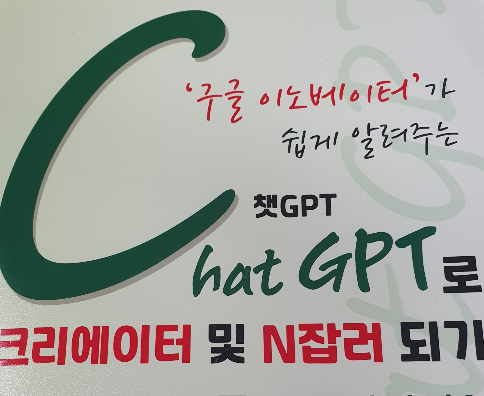 '구글 이노베이터'가
쉽게 알려주는
챗GPT
Chat GPT로
크리에이터 및 N잡러 되기